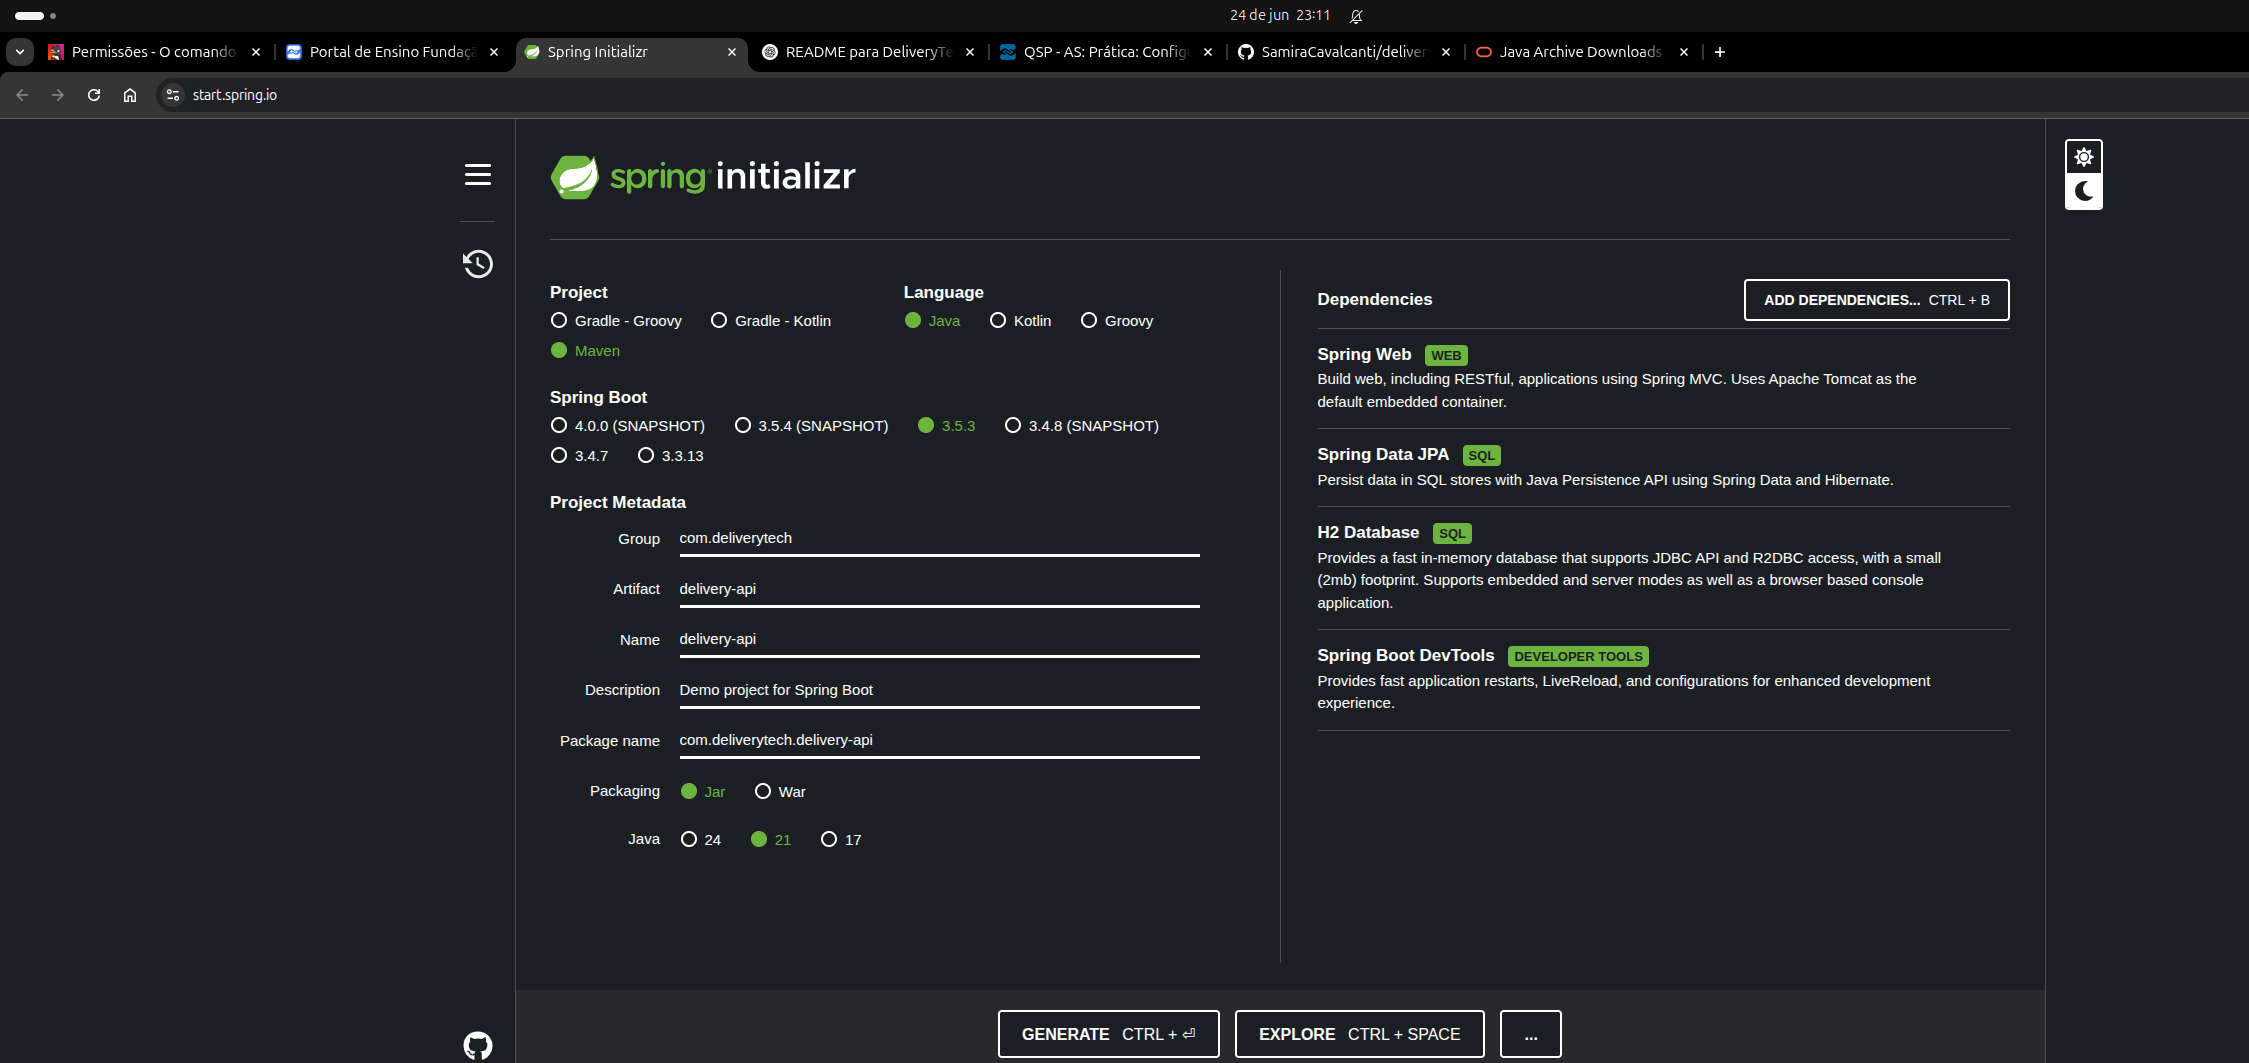 24 de jun 23:11
Permissões - O comando
Portal de Ensino Fundaçã
Spring Initializr
README para DeliveryTe
QSP - AS: Prática: Configu
SamiraCavalcanti/deliver
Java Archive Downloads
start.spring.io
spring initializr
Project
Gradle - Groovy
Gradle - Kotlin
Maven
Language
Java
Kotlin
Groovy
Spring Boot
4.0.0 (SNAPSHOT)
3.5.4 (SNAPSHOT)
3.5.3
3.4.8 (SNAPSHOT)
3.4.7
3.3.13
Project Metadata
Group com.deliverytech
Artifact delivery-api
Name delivery-api
Description Demo project for Spring Boot
Package name com.deliverytech.delivery-api
Packaging Jar War
Java 24 21 17
Dependencies
ADD DEPENDENCIES... CTRL + B
Spring Web WEB
Build web, including RESTful, applications using Spring MVC. Uses Apache Tomcat as the
default embedded container.
Spring Data JPA SQL
Persist data in SQL stores with Java Persistence API using Spring Data and Hibernate.
H2 Database SQL
Provides a fast in-memory database that supports JDBC API and R2DBC access, with a small
(2mb) footprint. Supports embedded and server modes as well as a browser based console
application.
Spring Boot DevTools DEVELOPER TOOLS
Provides fast application restarts, LiveReload, and configurations for enhanced development
experience.
GENERATE CTRL + ⏎
EXPLORE CTRL + SPACE
...